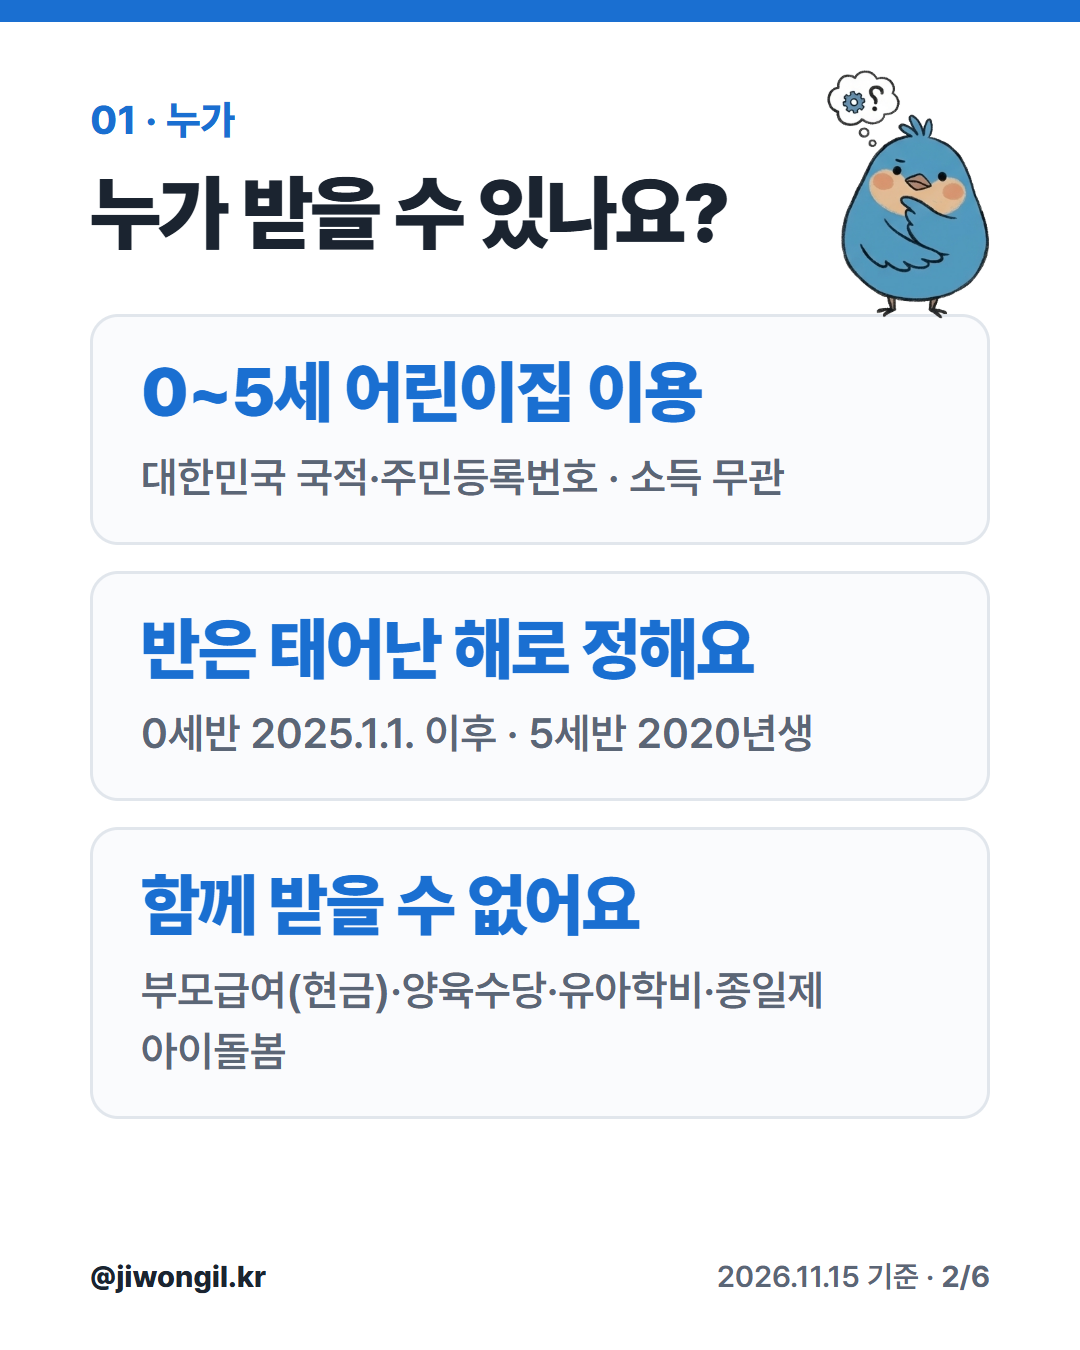 01 · 누가
누가 받을 수 있나요?
0~5세 어린이집 이용
대한민국 국적·주민등록번호 · 소득 무관
반은 태어난 해로 정해요
0세반 2025.1.1. 이후 · 5세반 2020년생
함께 받을 수 없어요
부모급여(현금)·양육수당·유아학비·종일제
아이돌봄
@jiwongil.kr
2026.11.15 기준 · 2/6